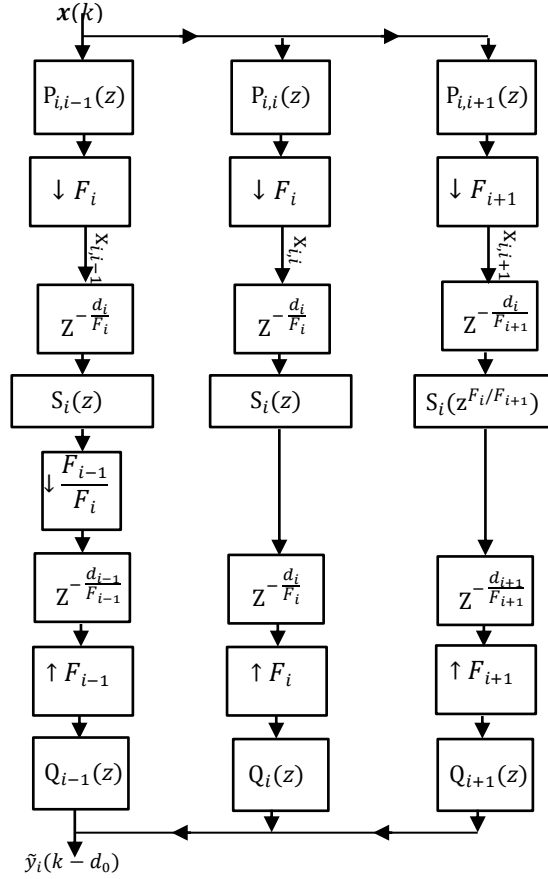 x(k)
P_{i,i−1}(z) P_{i,i}(z) P_{i,i+1}(z)
↓ F_i ↓ F_i ↓ F_{i+1}
x_{i,i−1} x_{i,i} x_{i,i+1}
Z^{−d_i/F_i} Z^{−d_i/F_i} Z^{−d_i/F_{i+1}}
S_i(z) S_i(z) S_i(z^{F_i/F_{i+1}})
↓ F_{i−1}/F_i
Z^{−d_{i−1}/F_{i−1}} Z^{−d_i/F_i} Z^{−d_{i+1}/F_{i+1}}
↑ F_{i−1} ↑ F_i ↑ F_{i+1}
Q_{i−1}(z) Q_i(z) Q_{i+1}(z)
ỹ_i(k − d_0)